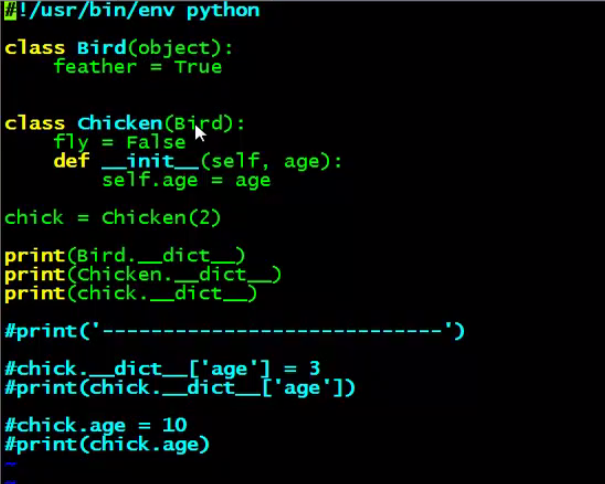 #!/usr/bin/env python
class Bird(object):
    feather = True
class Chicken(Bird):
    fly = False
    def __init__(self, age):
        self.age = age
chick = Chicken(2)
print(Bird.__dict__)
print(Chicken.__dict__)
print(chick.__dict__)
#print('----------------------------')
#chick.__dict__['age'] = 3
#print(chick.__dict__['age'])
#chick.age = 10
#print(chick.age)
~
~